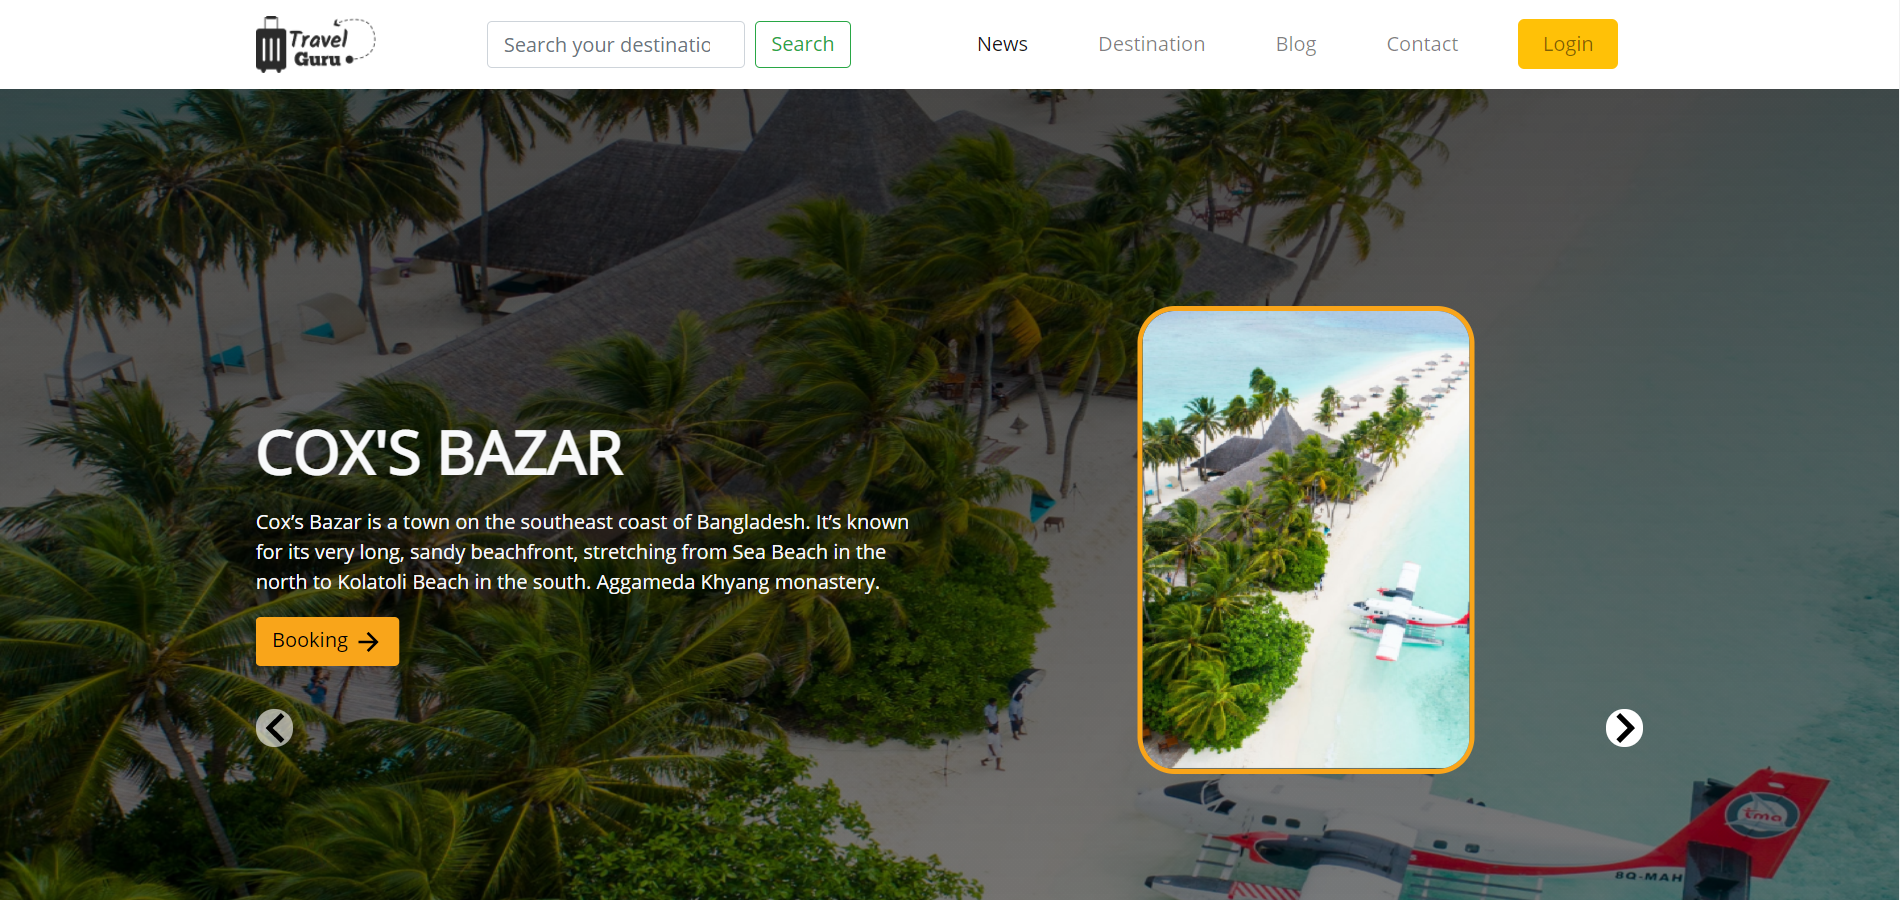 Travel
Guru
Search your destinatio
Search
News
Destination
Blog
Contact
Login
COX'S BAZAR
Cox’s Bazar is a town on the southeast coast of Bangladesh. It’s known
for its very long, sandy beachfront, stretching from Sea Beach in the
north to Kolatoli Beach in the south. Aggameda Khyang monastery.
Booking
tma
8Q-MAH